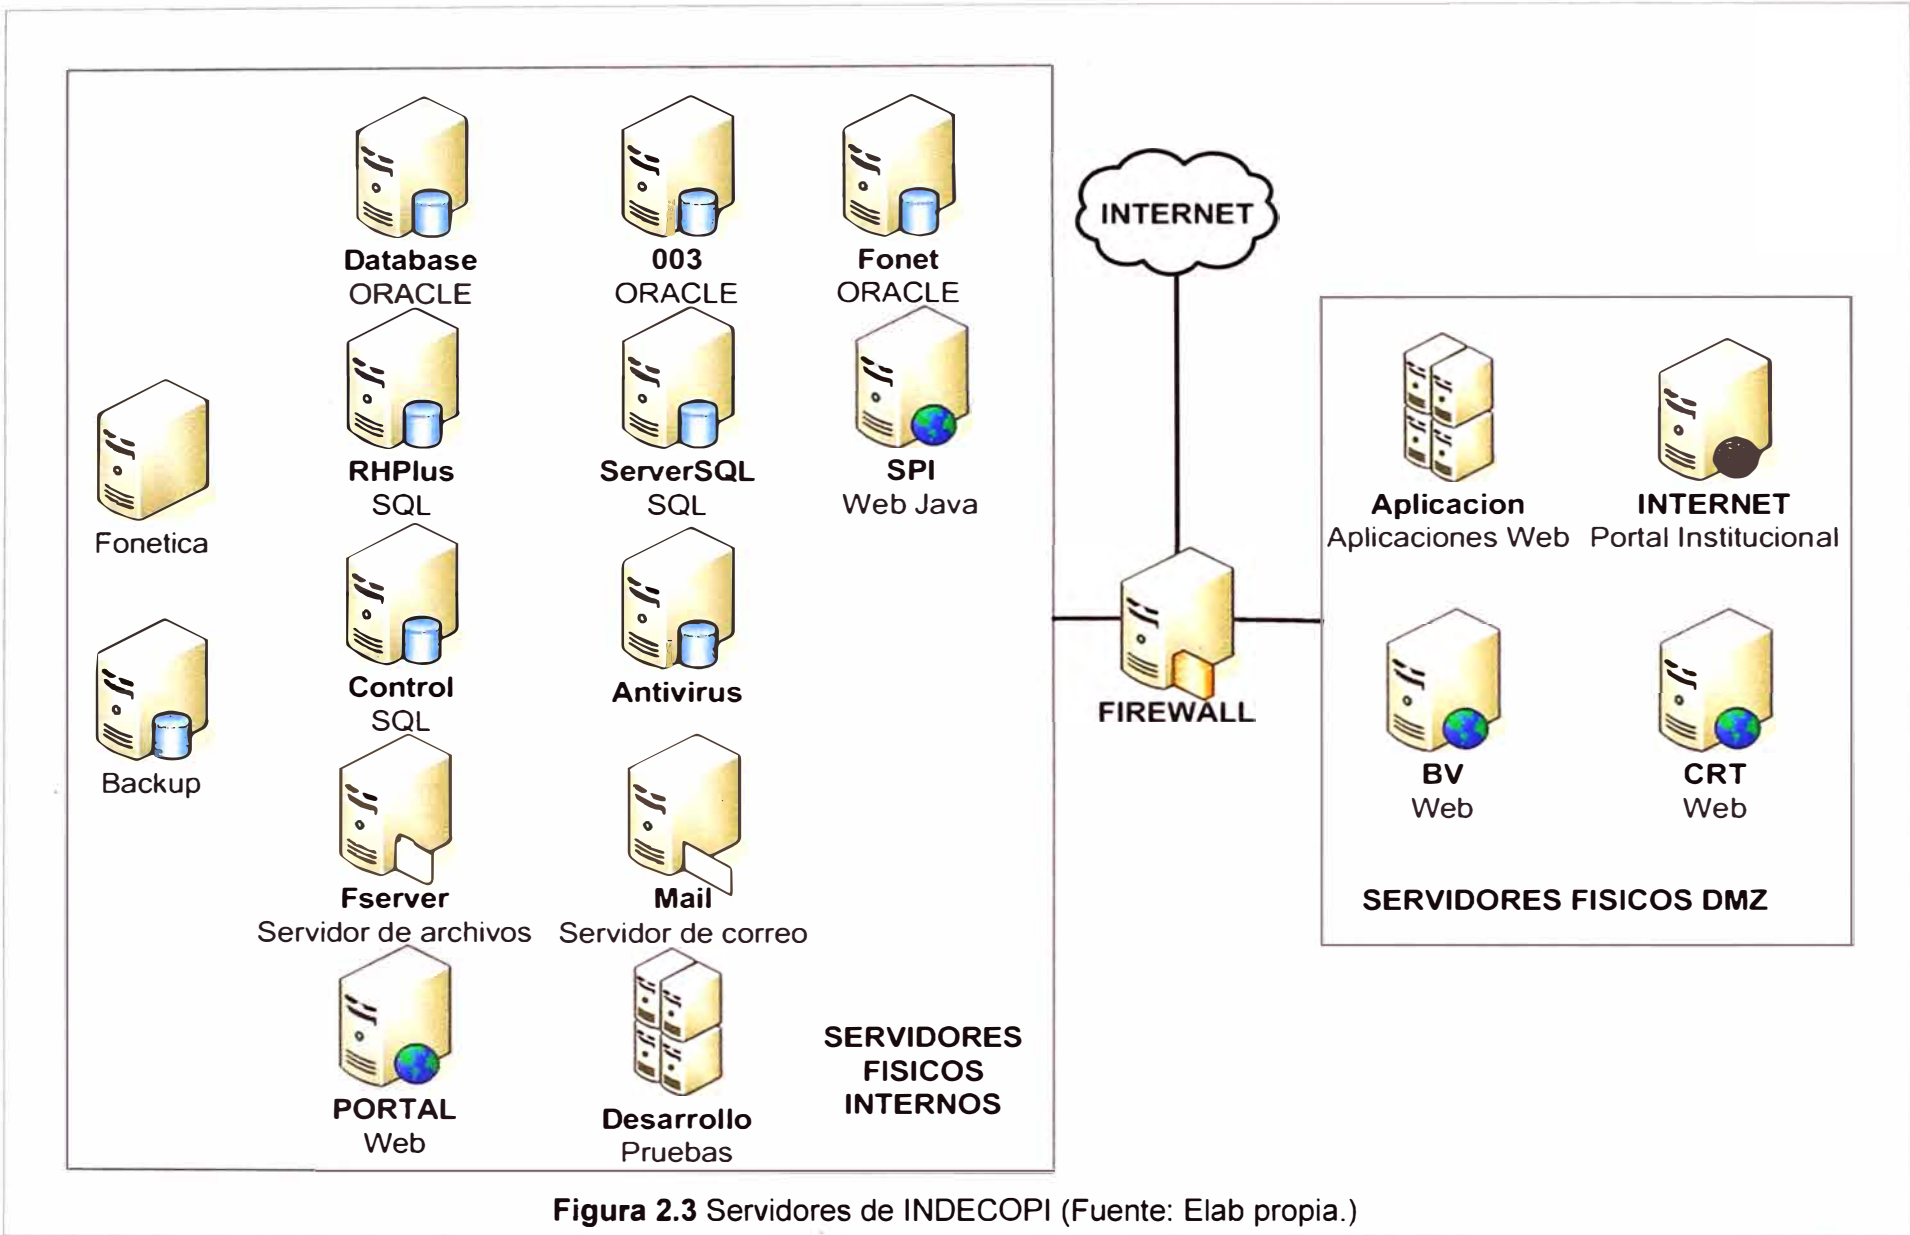 Database
ORACLE
003
ORACLE
Fonet
ORACLE
RHPlus
SQL
ServerSQL
SQL
SPI
Web Java
Fonetica
Control
SQL
Antivirus
Backup
Fserver
Servidor de archivos
Mail
Servidor de correo
PORTAL
Web
Desarrollo
Pruebas
SERVIDORES
FISICOS
INTERNOS
INTERNET
FIREWALL
Aplicacion
Aplicaciones Web
INTERNET
Portal Institucional
BV
Web
CRT
Web
SERVIDORES FISICOS DMZ
Figura 2.3 Servidores de INDECOPI (Fuente: Elab propia.)